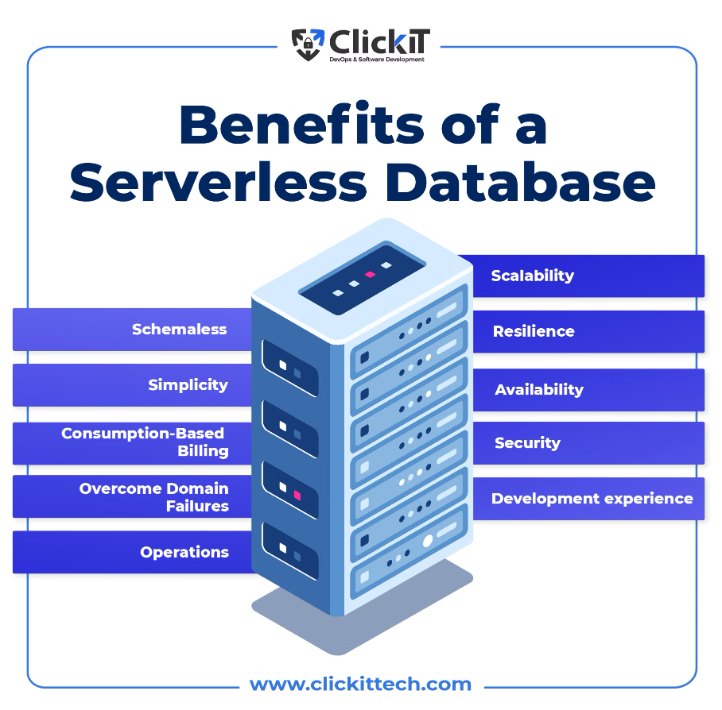 ClickIT
DevOps & Software Development
Benefits of a
Serverless Database
Schemaless
Simplicity
Consumption-Based
Billing
Overcome Domain
Failures
Operations
Scalability
Resilience
Availability
Security
Development experience
www.clickittech.com